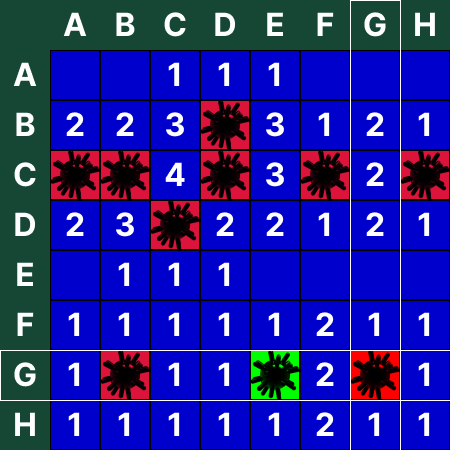 A B C D E F G H
A 1 1 1
B 2 2 3 3 1 2 1
C 4 3 2
D 2 3 2 2 1 2 1
E 1 1 1
F 1 1 1 1 1 2 1 1
G 1 1 1 2 1
H 1 1 1 1 1 2 1 1